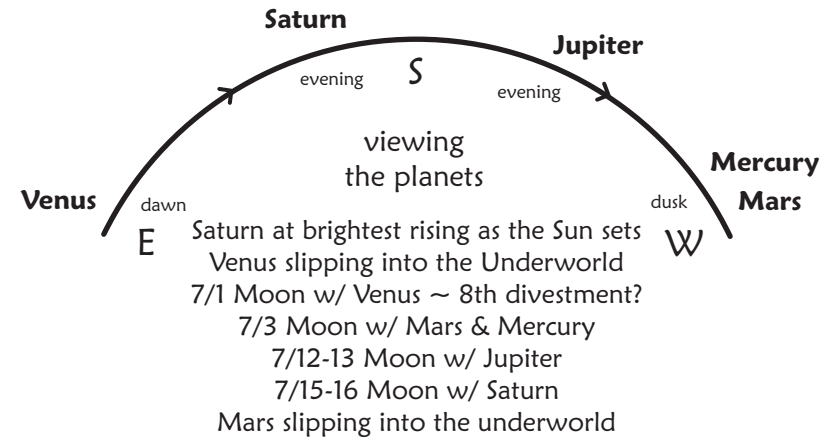 Saturn
Jupiter
evening
S
evening
viewing
the planets
Mercury
Venus
dawn
dusk
Mars
E
W
Saturn at brightest rising as the Sun sets
Venus slipping into the Underworld
7/1 Moon w/ Venus ~ 8th divestment?
7/3 Moon w/ Mars & Mercury
7/12-13 Moon w/ Jupiter
7/15-16 Moon w/ Saturn
Mars slipping into the underworld